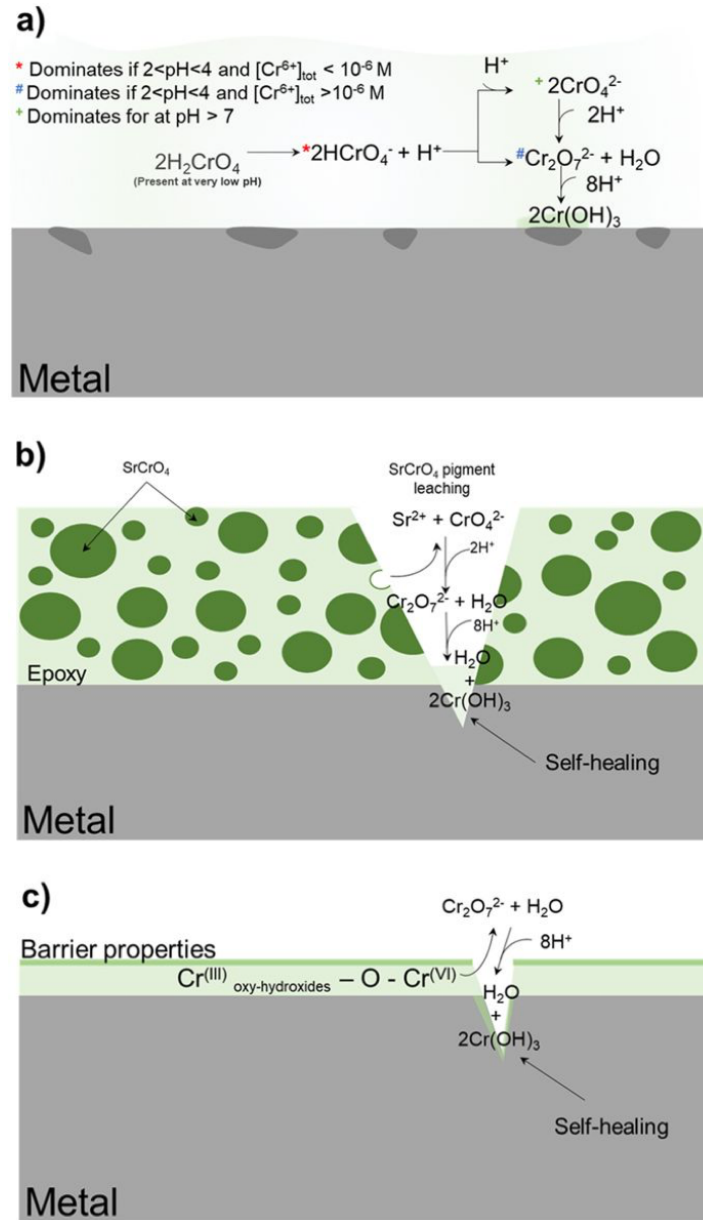 a)
* Dominates if 2<pH<4 and [Cr⁶⁺]ₜₒₜ < 10⁻⁶ M
# Dominates if 2<pH<4 and [Cr⁶⁺]ₜₒₜ >10⁻⁶ M
+ Dominates for at pH > 7
H⁺
+ 2CrO₄²⁻
2H⁺
2H₂CrO₄
(Present at very low pH)
*2HCrO₄⁻ + H⁺
#Cr₂O₇²⁻ + H₂O
8H⁺
2Cr(OH)₃
Metal
b)
SrCrO₄
SrCrO₄ pigment
leaching
Sr²⁺ + CrO₄²⁻
2H⁺
Cr₂O₇²⁻ + H₂O
8H⁺
H₂O
+
2Cr(OH)₃
Epoxy
Self-healing
Metal
c)
Cr₂O₇²⁻ + H₂O
8H⁺
Barrier properties
Cr⁽ᴵᴵᴵ⁾ oxy-hydroxides – O - Cr⁽ⱽᴵ⁾
H₂O
+
2Cr(OH)₃
Self-healing
Metal